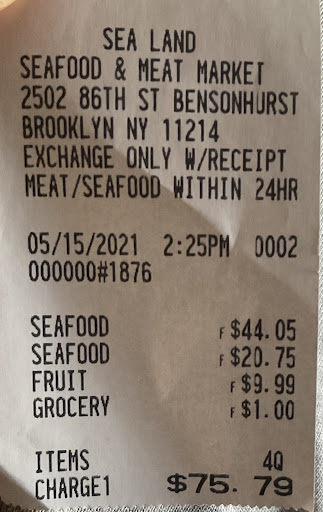 SEA LAND
SEAFOOD & MEAT MARKET
2502 86TH ST BENSONHURST
BROOKLYN NY 11214
EXCHANGE ONLY W/RECEIPT
MEAT/SEAFOOD WITHIN 24HR
05/15/2021 2:25PM 0002
000000#1876
SEAFOOD F $44.05
SEAFOOD F $20.75
FRUIT F $9.99
GROCERY F $1.00
ITEMS 4Q
CHARGE1 $75.79